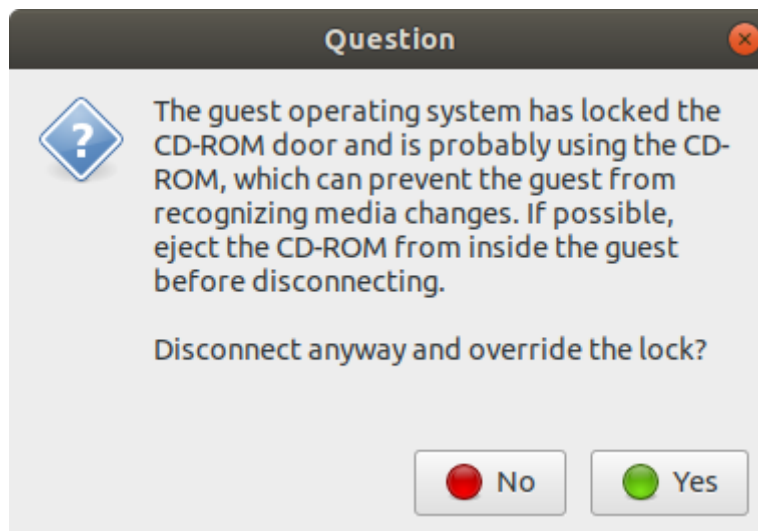 Question
The guest operating system has locked the
CD-ROM door and is probably using the CD-
ROM, which can prevent the guest from
recognizing media changes. If possible,
eject the CD-ROM from inside the guest
before disconnecting.
Disconnect anyway and override the lock?
No
Yes